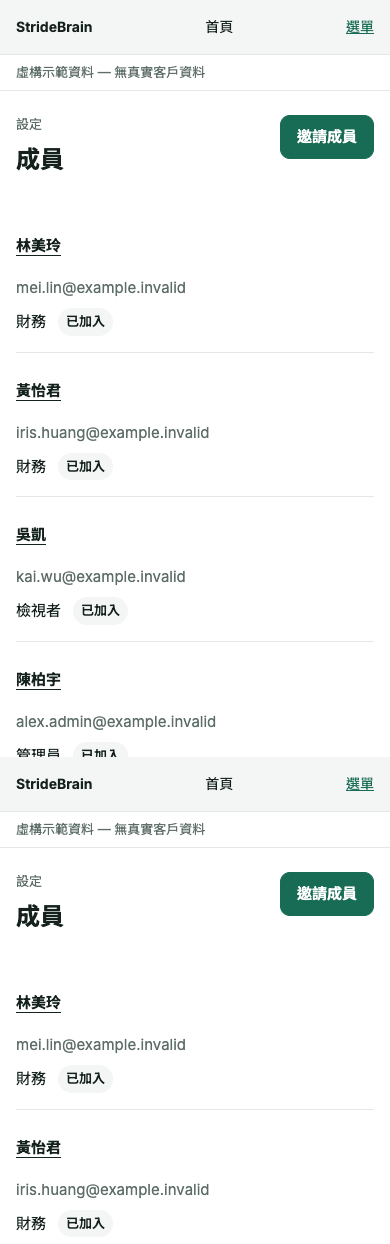 StrideBrain 首頁 選單
虛構示範資料 — 無真實客戶資料
設定
成員
邀請成員
林美玲
mei.lin@example.invalid
財務 已加入
黃怡君
iris.huang@example.invalid
財務 已加入
吳凱
kai.wu@example.invalid
檢視者 已加入
陳柏宇
alex.admin@example.invalid
管理員 已加入
StrideBrain 首頁 選單
虛構示範資料 — 無真實客戶資料
設定
成員
邀請成員
林美玲
mei.lin@example.invalid
財務 已加入
黃怡君
iris.huang@example.invalid
財務 已加入